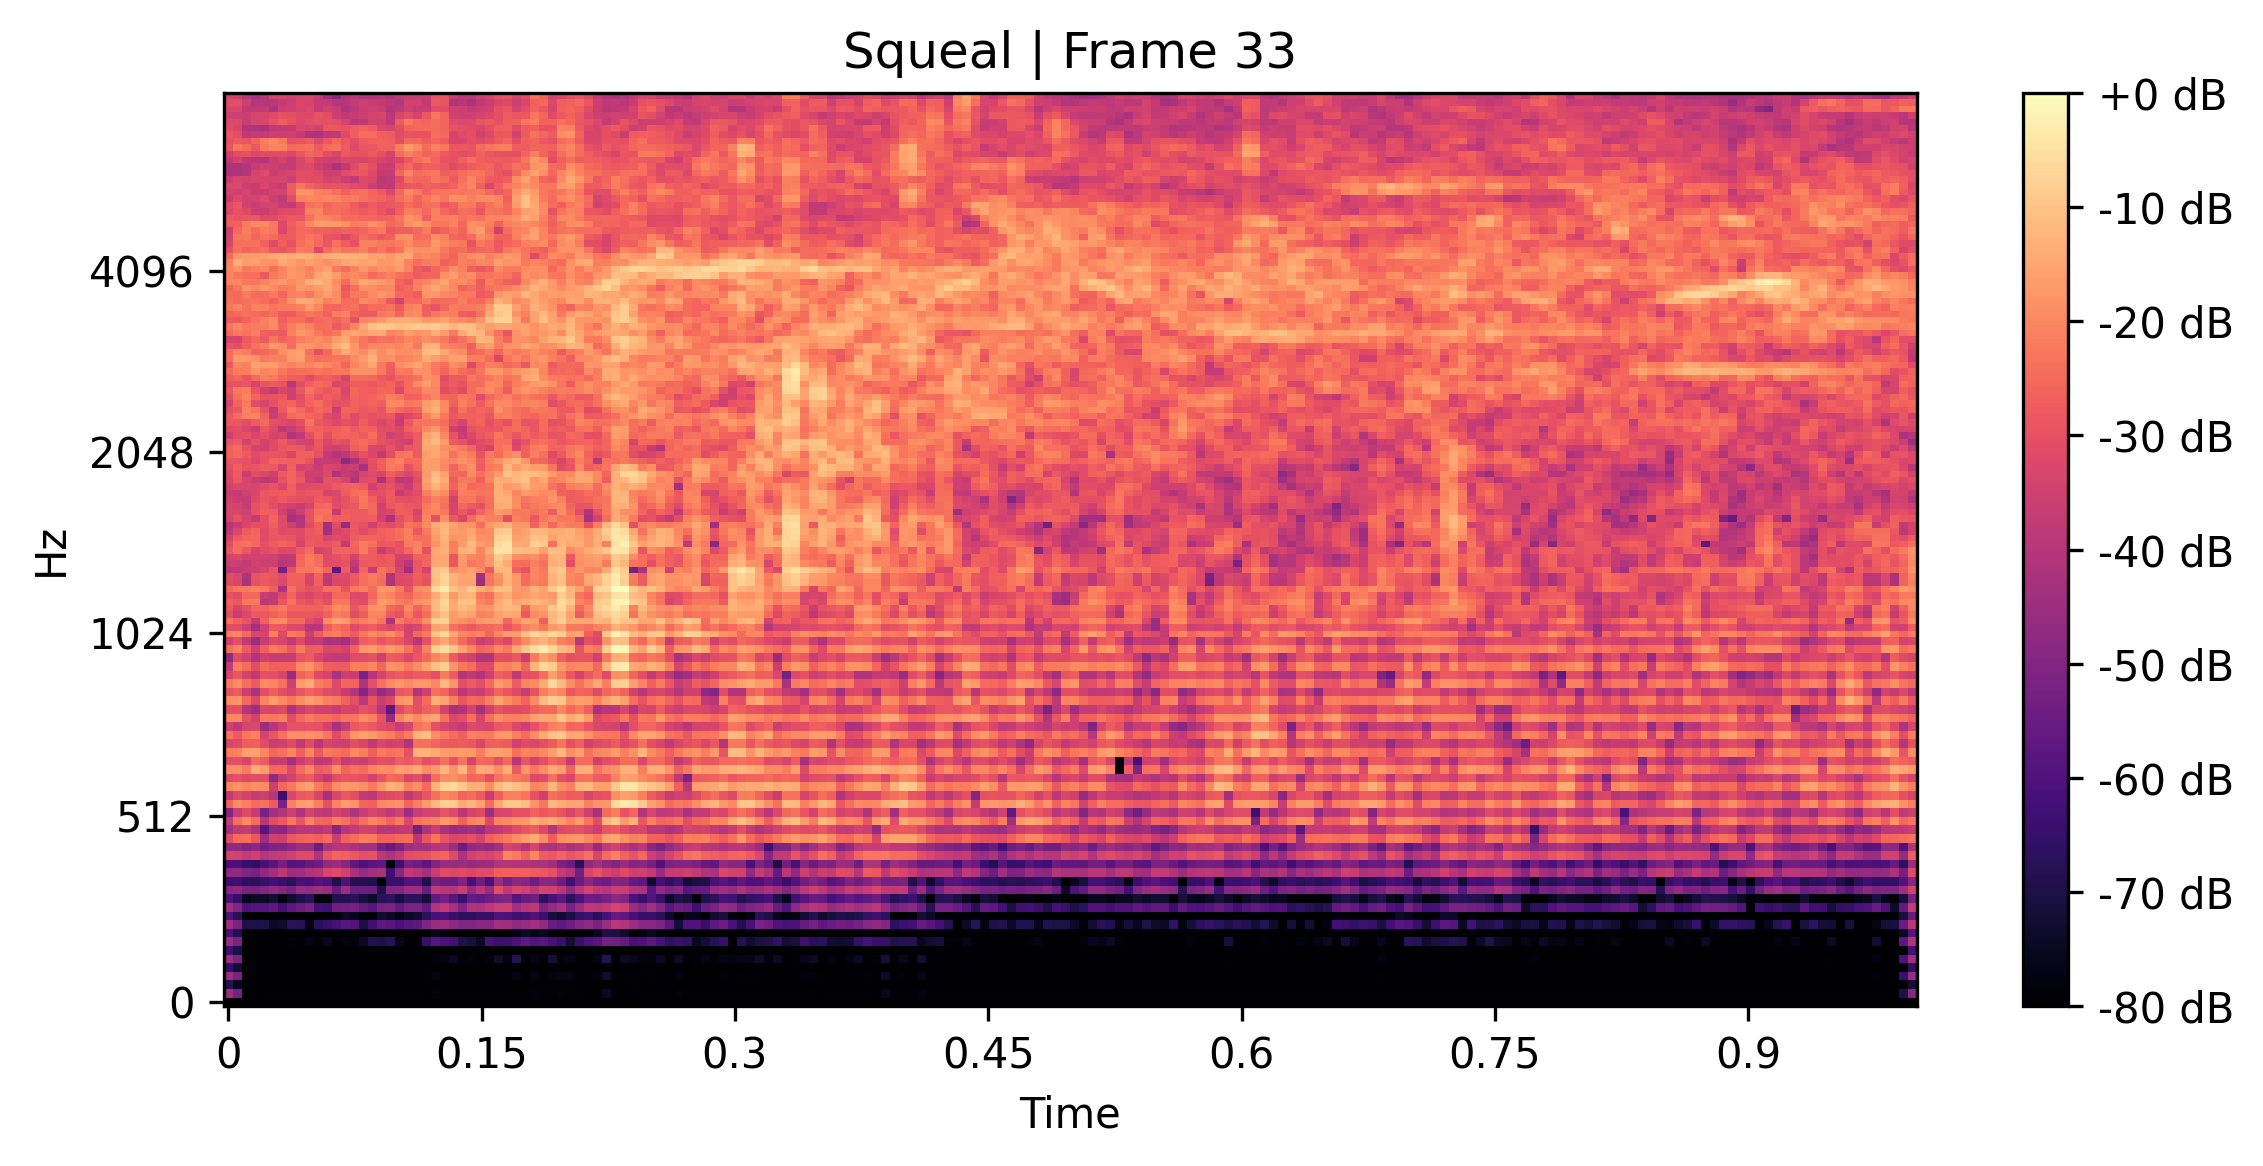 Squeal | Frame 33
+0 dB
-10 dB
-20 dB
-30 dB
-40 dB
-50 dB
-60 dB
-70 dB
-80 dB
Hz
4096
2048
1024
512
0
0 0.15 0.3 0.45 0.6 0.75 0.9
Time